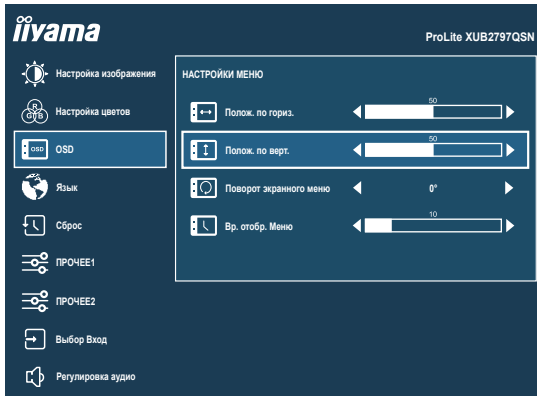 iiyama
ProLite XUB2797QSN
Настройка изображения
НАСТРОЙКИ МЕНЮ
R
G B
Настройка цветов
Полож. по гориз.
50
OSD
OSD
Полож. по верт.
50
Язык
Поворот экранного меню
0°
Сброс
Вр. отобр. Меню
10
ПРОЧЕЕ1
ПРОЧЕЕ2
Выбор Вход
Регулировка аудио